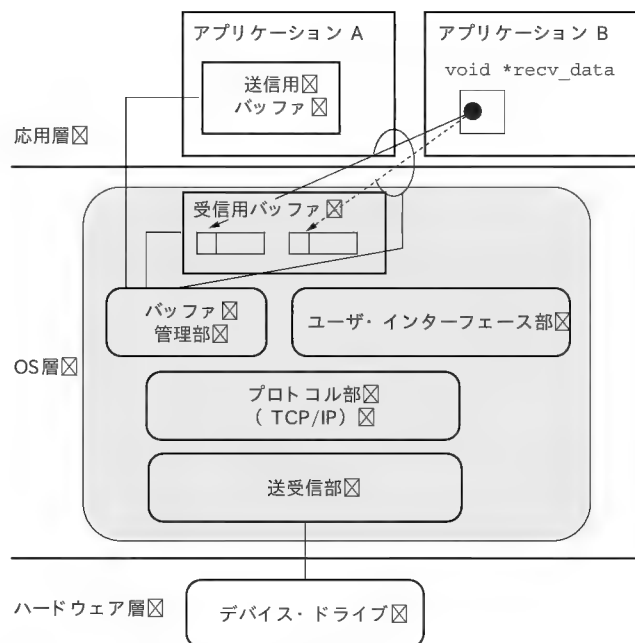 アプリケーション A
アプリケーション B
送信用
バッファ
void *recv_data
応用層
受信用バッファ
バッファ
管理部
ユーザ・インターフェース部
OS層
プロトコル部
( TCP/IP)
送受信部
ハードウェア層
デバイス・ドライブ